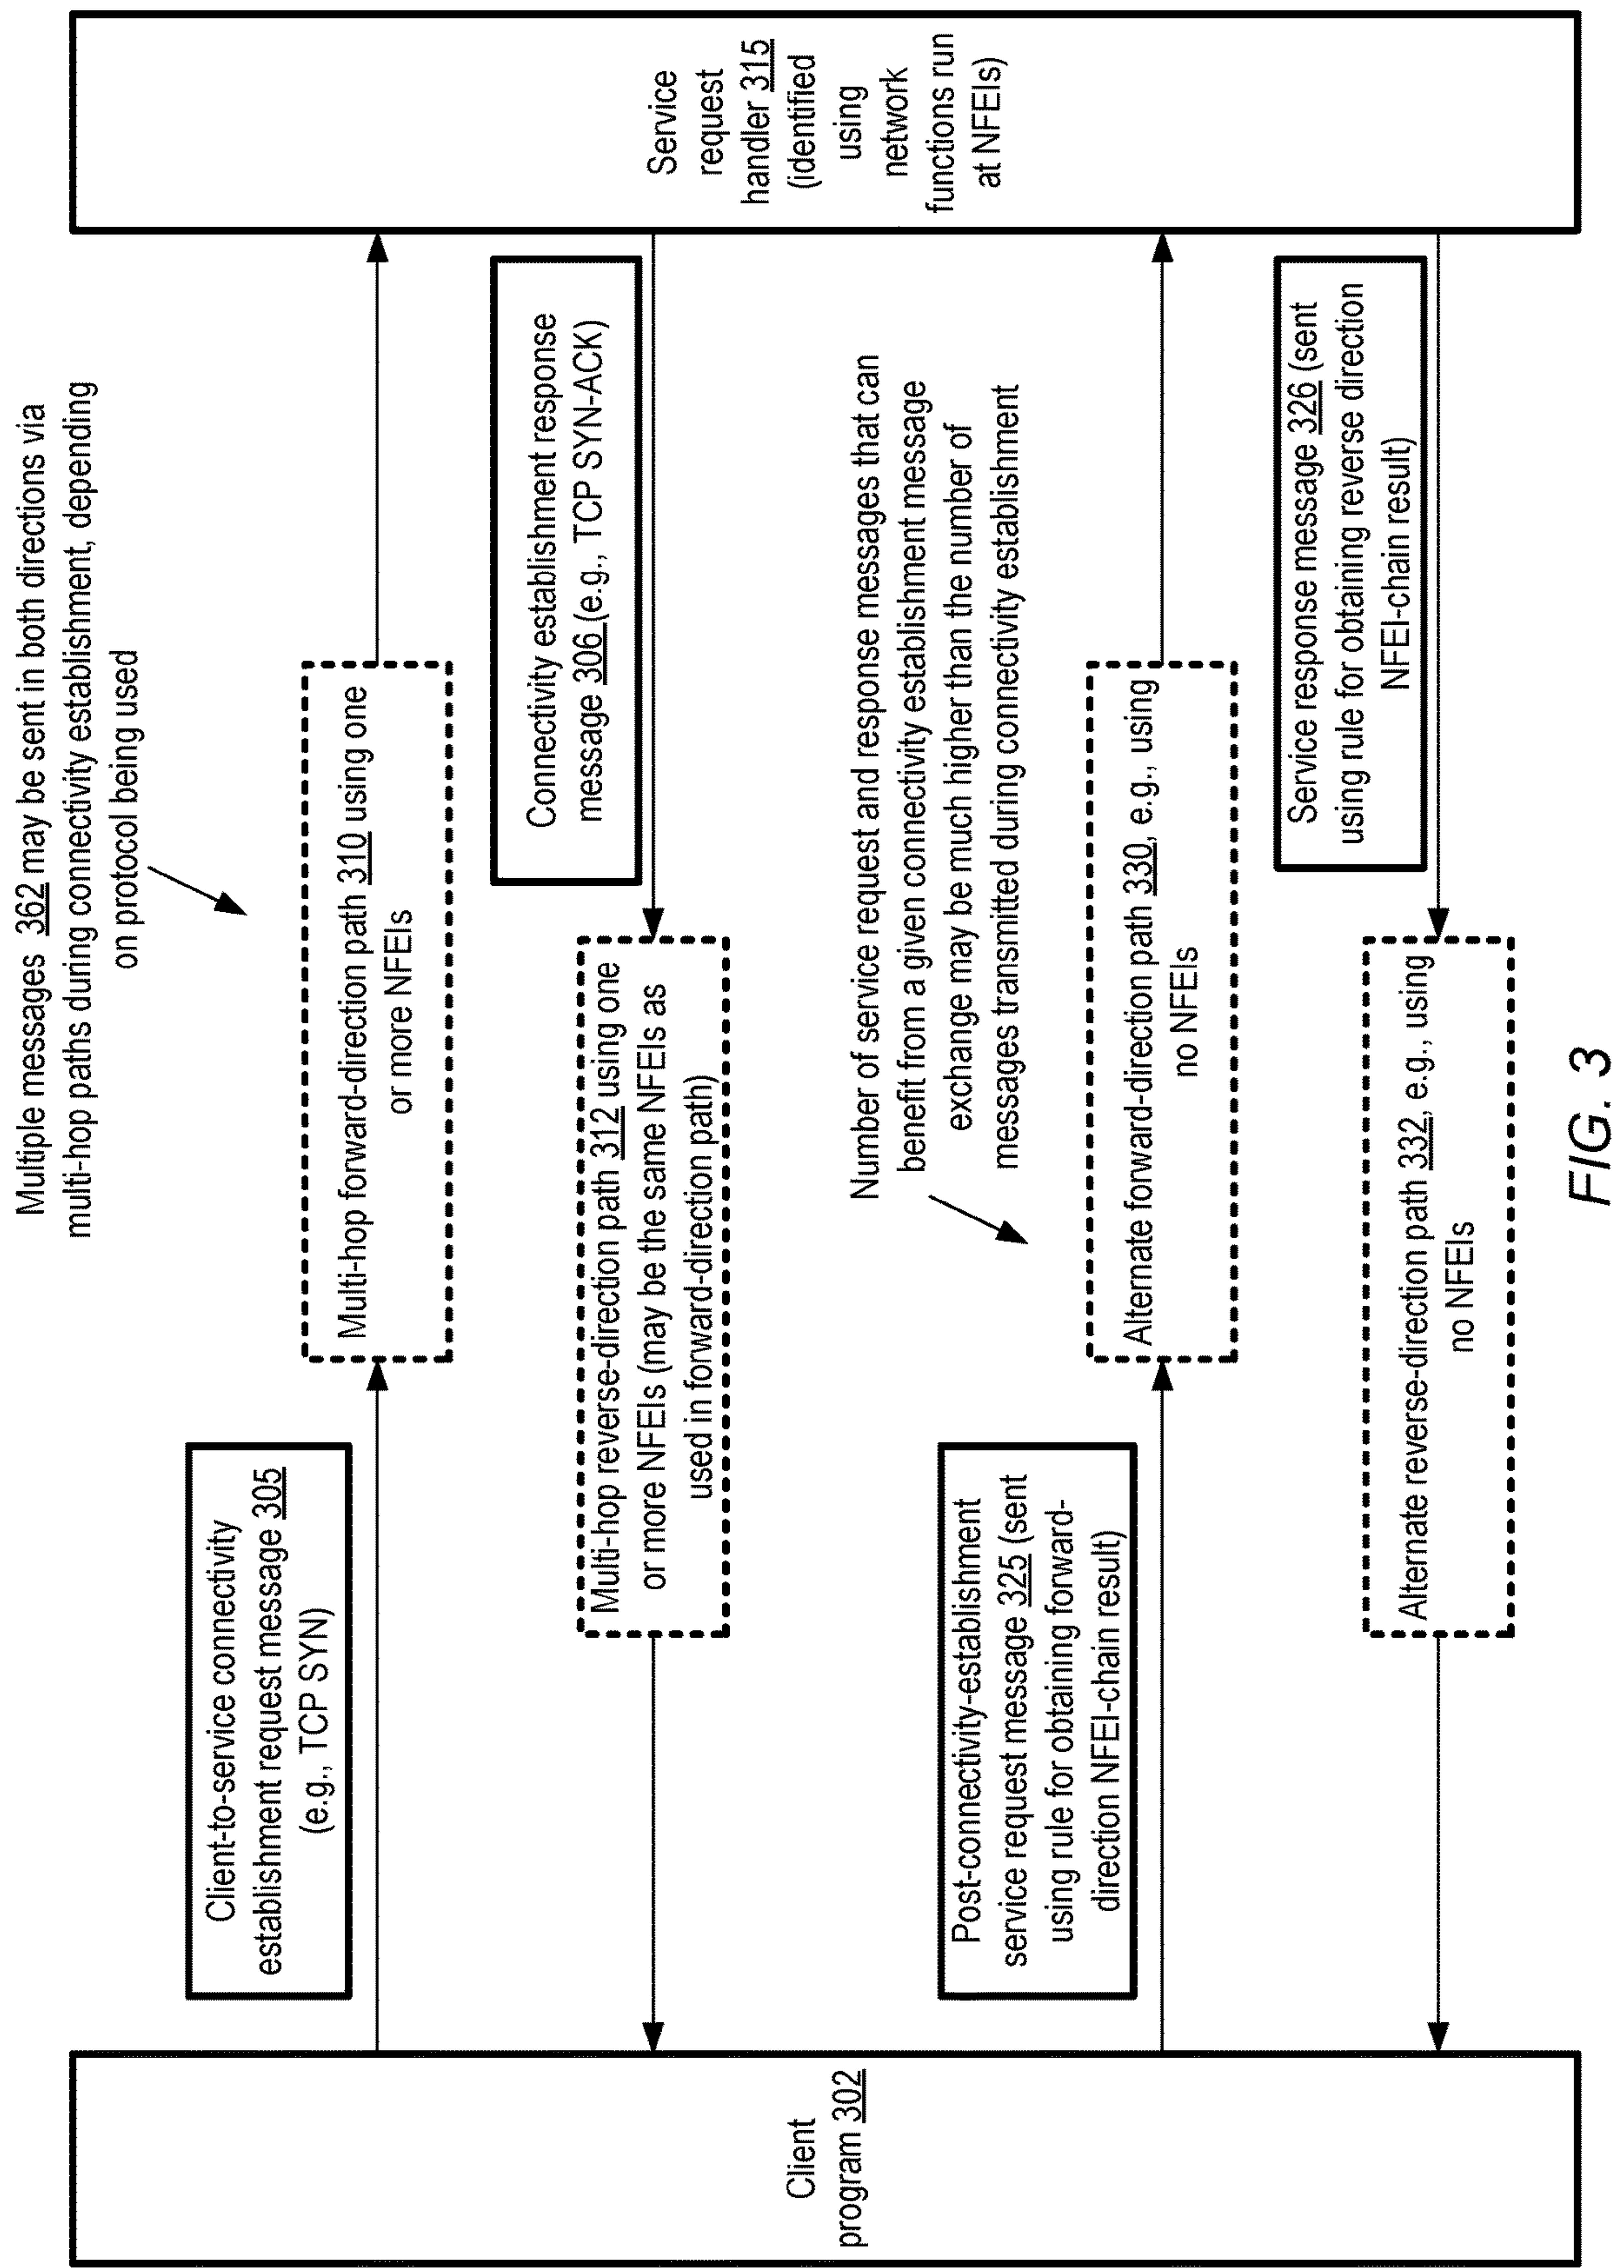 Multiple messages 362 may be sent in both directions via
multi-hop paths during connectivity establishment, depending
on protocol being used
Client-to-service connectivity
establishment request message 305
(e.g., TCP SYN)
Multi-hop forward-direction path 310 using one
or more NFEIs
Connectivity establishment response
message 306 (e.g., TCP SYN-ACK)
Multi-hop reverse-direction path 312 using one
or more NFEIs (may be the same NFEIs as
used in forward-direction path)
Client
program 302
Service
request
handler 315
(identified
using
network
functions run
at NFEIs)
Number of service request and response messages that can
benefit from a given connectivity establishment message
exchange may be much higher than the number of
messages transmitted during connectivity establishment
Post-connectivity-establishment
service request message 325 (sent
using rule for obtaining forward-
direction NFEI-chain result)
Alternate forward-direction path 330, e.g., using
no NFEIs
Service response message 326 (sent
using rule for obtaining reverse direction
NFEI-chain result)
Alternate reverse-direction path 332, e.g., using
no NFEIs
FIG. 3